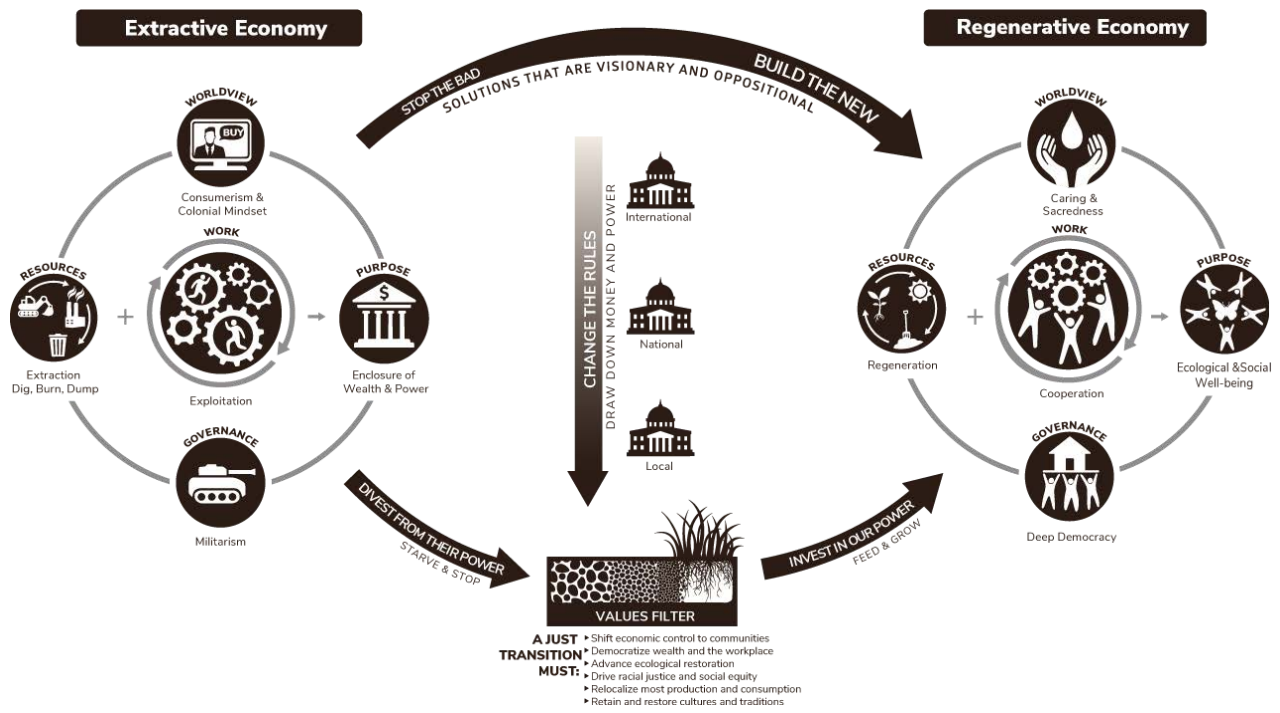 Extractive Economy
WORLDVIEW
BUY
Consumerism &
Colonial Mindset
RESOURCES
Extraction
Dig, Burn, Dump
+
WORK
Exploitation
PURPOSE
$
Enclosure of
Wealth & Power
GOVERNANCE
Militarism
STOP THE BAD
BUILD THE NEW
SOLUTIONS THAT ARE VISIONARY AND OPPOSITIONAL
CHANGE THE RULES
DRAW DOWN MONEY AND POWER
International
National
Local
DIVEST FROM THEIR POWER
STARVE & STOP
VALUES FILTER
INVEST IN OUR POWER
FEED & GROW
A JUST
TRANSITION
MUST:
Shift economic control to communities
Democratize wealth and the workplace
Advance ecological restoration
Drive racial justice and social equity
Relocalize most production and consumption
Retain and restore cultures and traditions
Regenerative Economy
WORLDVIEW
Caring &
Sacredness
RESOURCES
Regeneration
+
WORK
Cooperation
PURPOSE
Ecological &Social
Well-being
GOVERNANCE
Deep Democracy